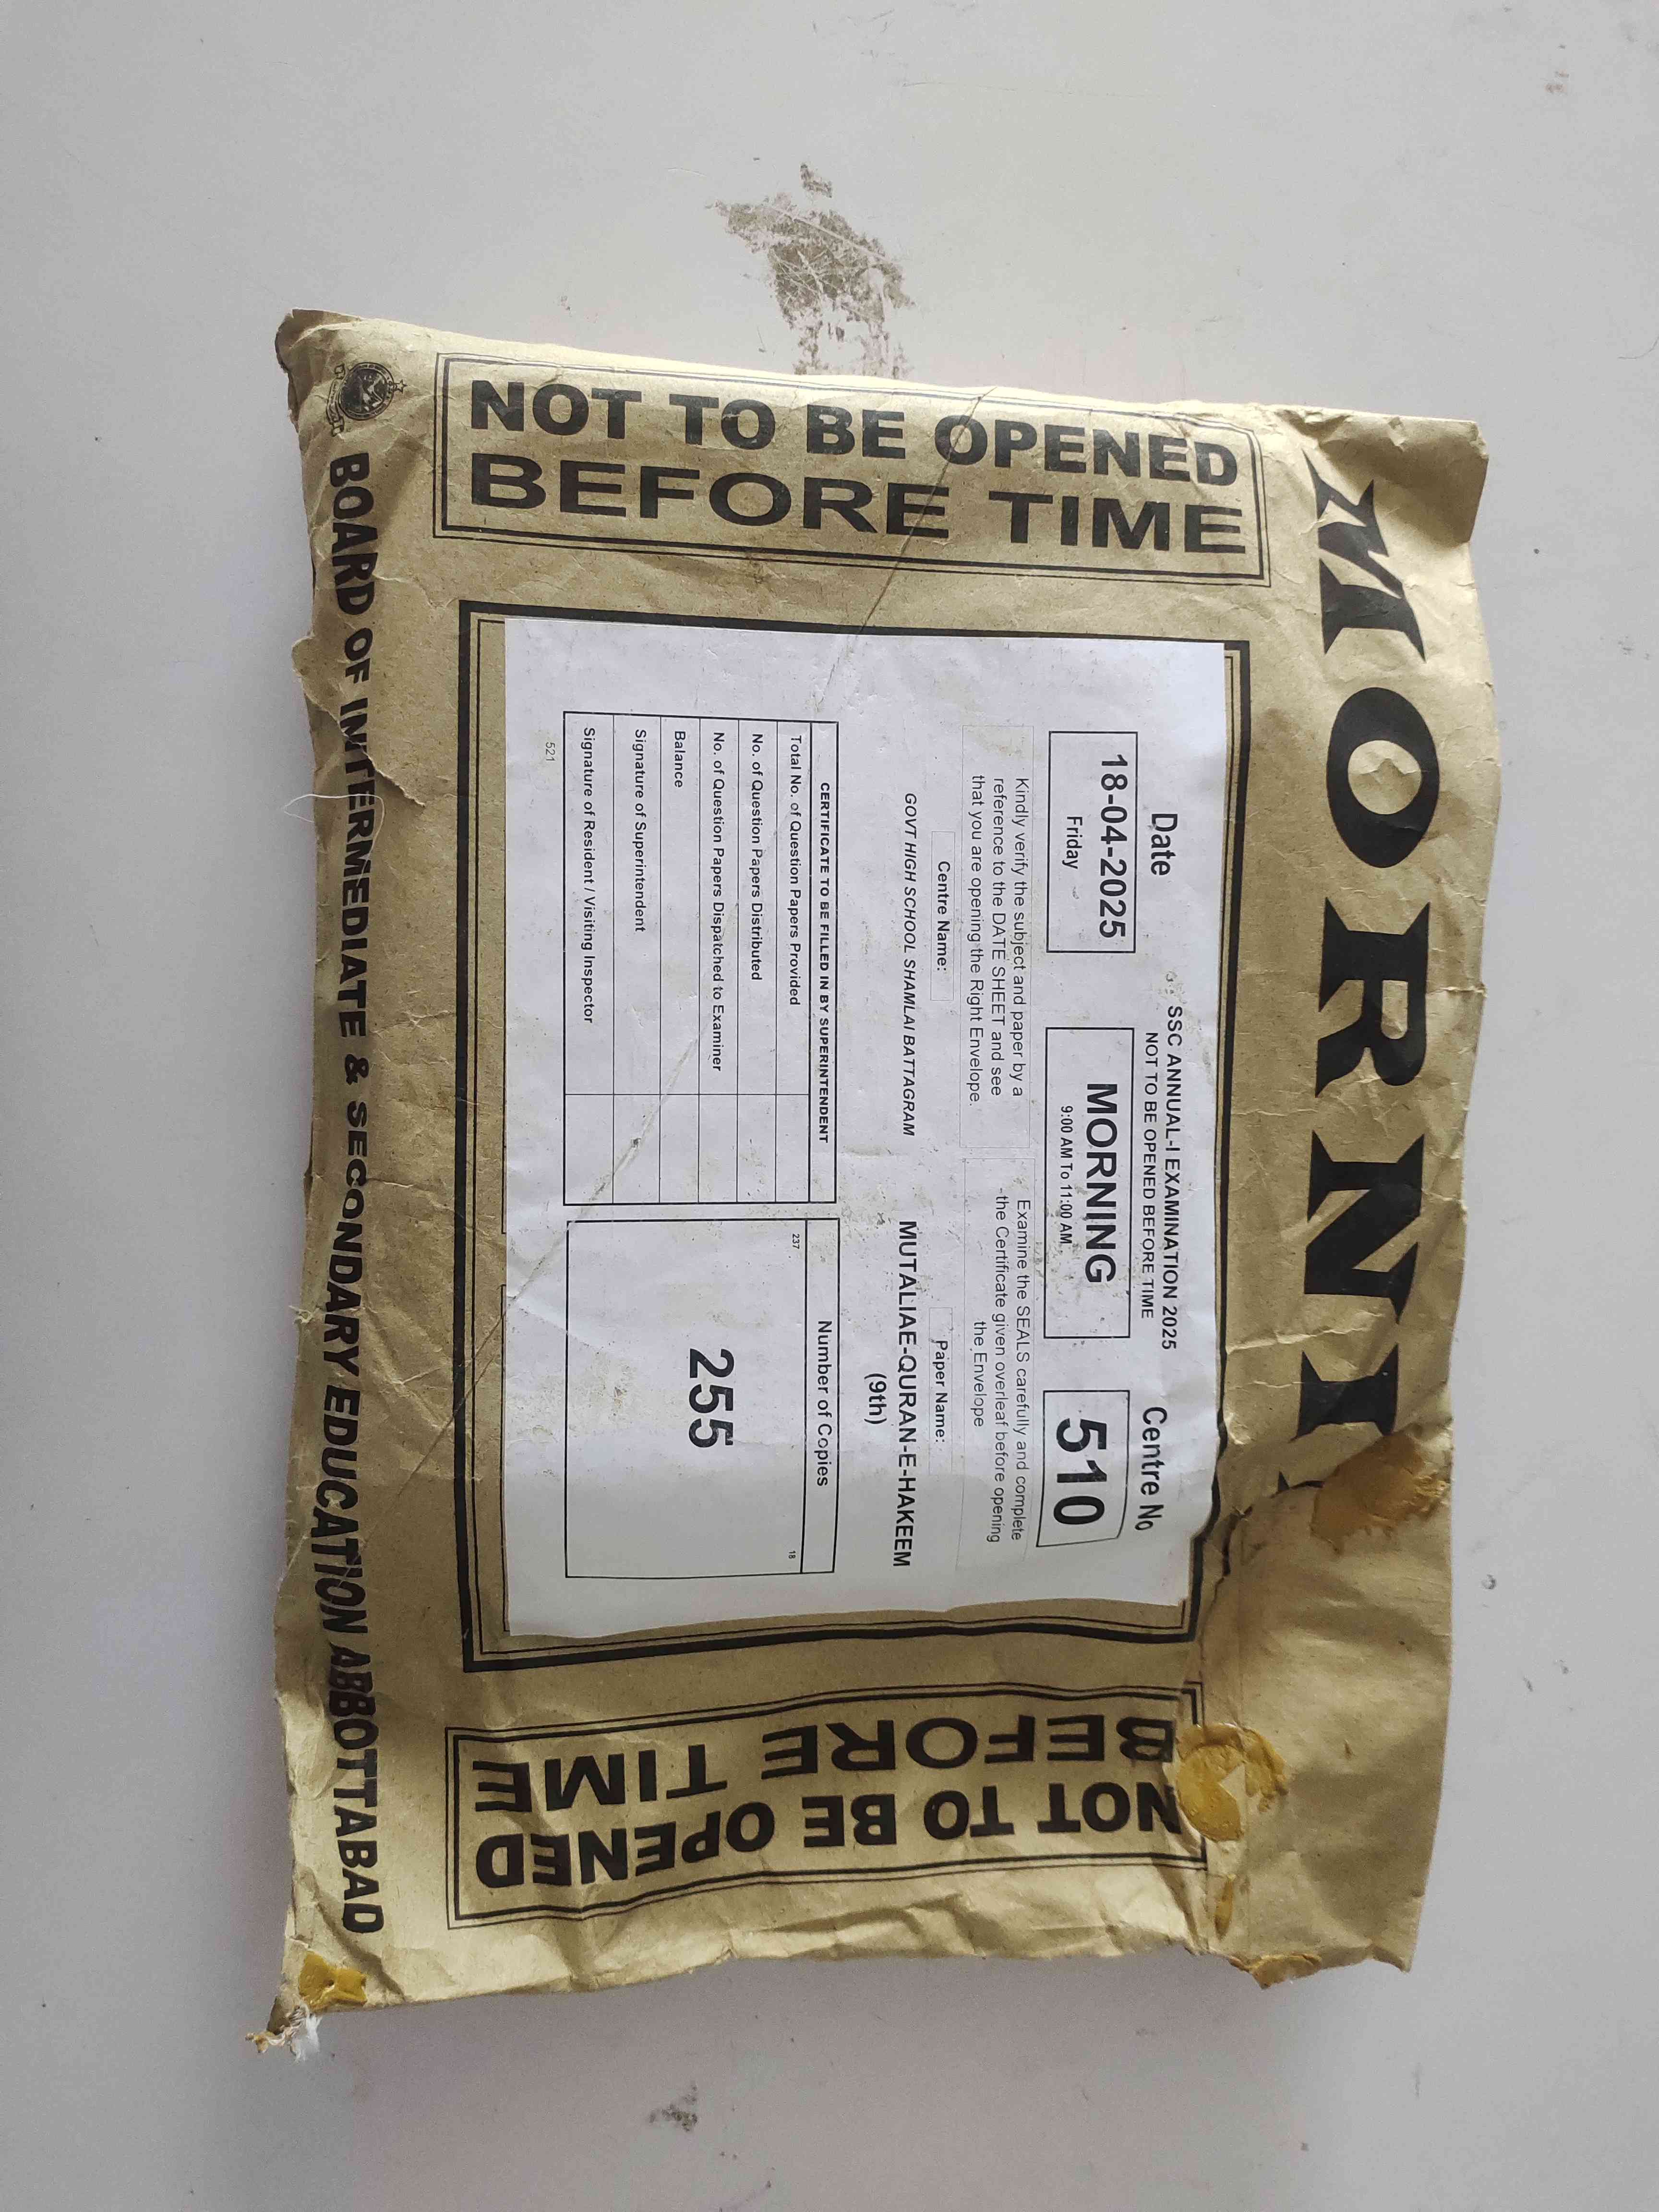 MORNI
NOT TO BE OPENED
BEFORE TIME
Date
18-04-2025
Friday
SSC ANNUAL-I EXAMINATION 2025
NOT TO BE OPENED BEFORE TIME
MORNING
9:00 AM To 11:00 AM
Centre No
510
Kindly verify the subject and paper by a
reference to the DATE SHEET and see
that you are opening the Right Envelope.
Examine the SEALS carefully and complete
the Certificate given overleaf before opening
the Envelope
Centre Name:
GOVT HIGH SCHOOL SHAMLAI BATTAGRAM
Paper Name:
MUTALIAE-QURAN-E-HAKEEM
(9th)
CERTIFICATE TO BE FILLED IN BY SUPERINTENDENT
Total No. of Question Papers Provided
No. of Question Papers Distributed
No. of Question Papers Dispatched to Examiner
Balance
Signature of Superintendent
Signature of Resident / Visiting Inspector
521
Number of Copies
237
18
255
NOT TO BE OPENED
BEFORE TIME
BOARD OF INTERMEDIATE & SECONDARY EDUCATION ABBOTTABAD